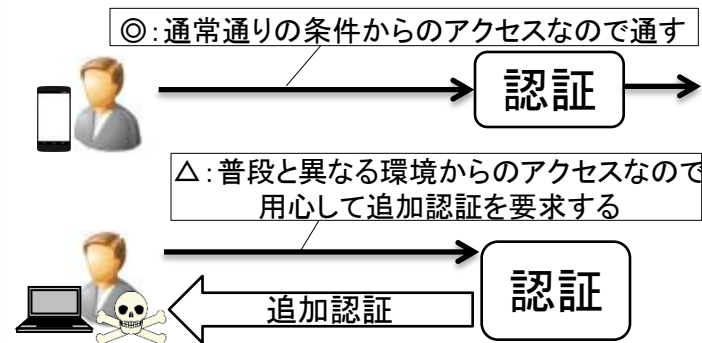 ◎：通常通りの条件からのアクセスなので通す
認証
△：普段と異なる環境からのアクセスなので
用心して追加認証を要求する
認証
追加認証